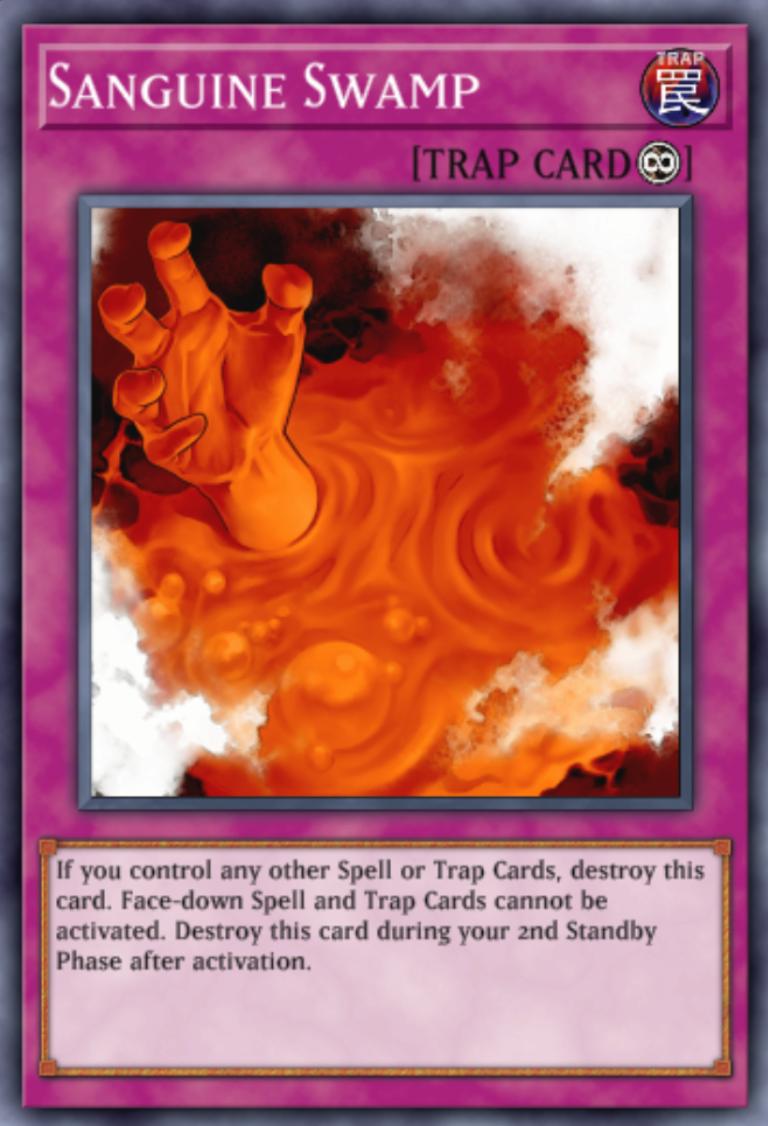 SANGUINE SWAMP
TRAP
罠
[TRAP CARD]
If you control any other Spell or Trap Cards, destroy this
card. Face-down Spell and Trap Cards cannot be
activated. Destroy this card during your 2nd Standby
Phase after activation.